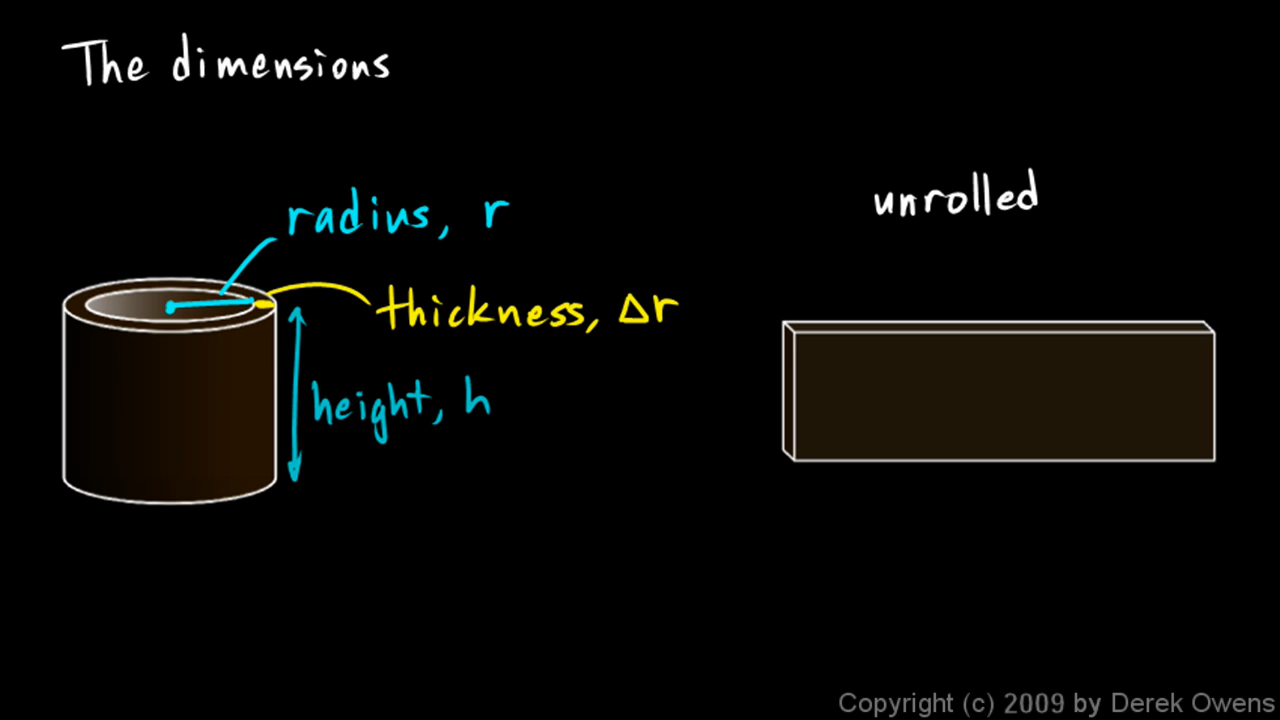 The dimensions
unrolled
radius, r
thickness, Δr
height, h
Copyright (c) 2009 by Derek Owens